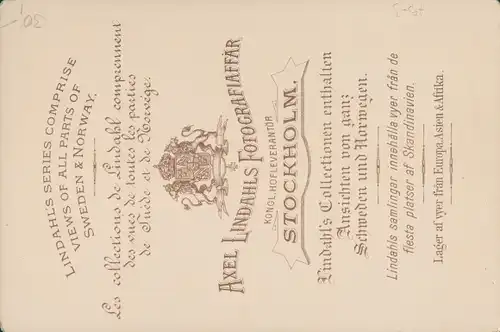 LINDAHL'S SERIES COMPRISE
VIEWS OF ALL PARTS OF
SWEDEN & NORWAY.
Les collections de Lindahl comprennent
des vues de toutes les parties
de Suède et de Norvège.
AXEL LINDAHLS FOTOGRAFIAFFÄR
KONGL. HOFLEVERANTÖR
STOCKHOLM.
Lindahl's Collectionen enthalten
Ansichten von ganz
Schweden und Norwegen.
Lindahls samlingar innehålla vyer från de
flesta platser af Skandinavien.
Lager af vyer från Europa, Asien & Afrika.